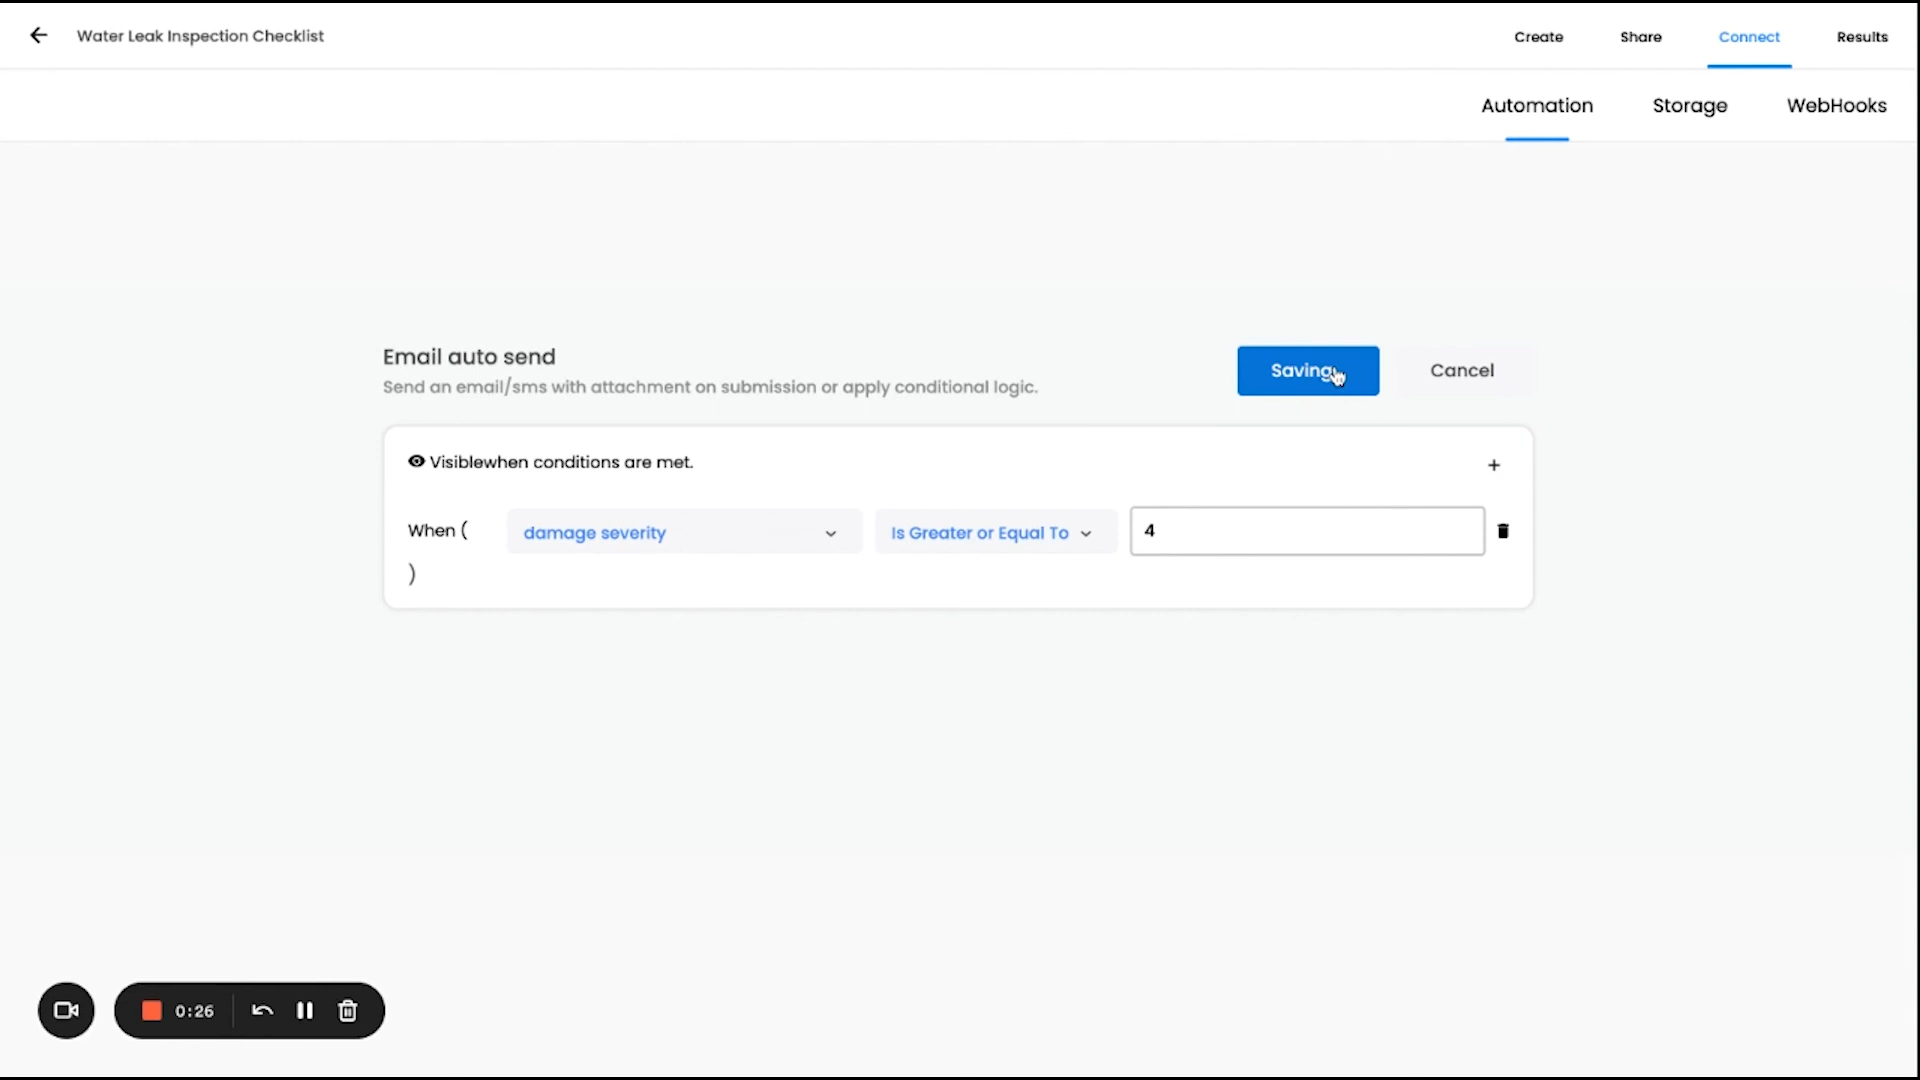 Water Leak Inspection Checklist
Create Share Connect Results
Automation Storage WebHooks
Email auto send
Send an email/sms with attachment on submission or apply conditional logic.
Saving
Cancel
Visiblewhen conditions are met.
+
When (
damage severity
Is Greater or Equal To
4
)
0:26